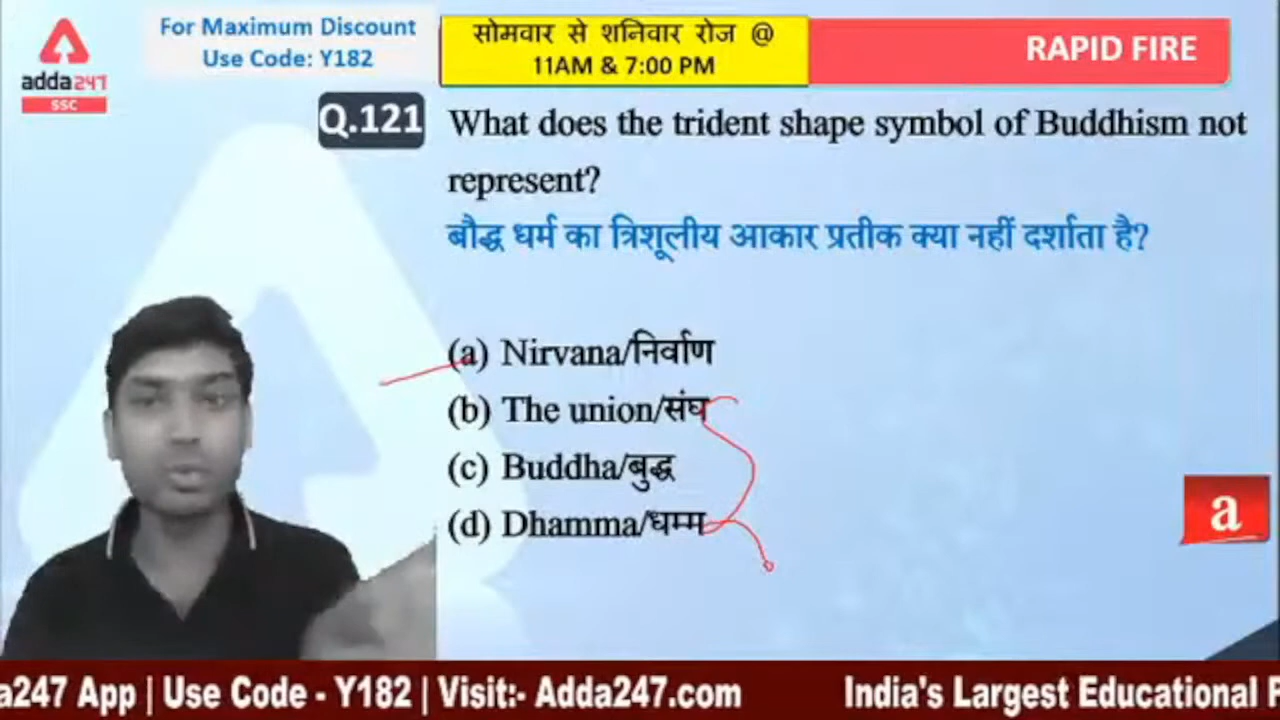 For Maximum Discount
Use Code: Y182
सोमवार से शनिवार रोज @
11AM & 7:00 PM
RAPID FIRE
adda247
SSC
Q.121 What does the trident shape symbol of Buddhism not
represent?
बौद्ध धर्म का त्रिशूलीय आकार प्रतीक क्या नहीं दर्शाता है?
(a) Nirvana/निर्वाण
(b) The union/संघ
(c) Buddha/बुद्ध
(d) Dhamma/धम्म
a
a247 App | Use Code - Y182 | Visit:- Adda247.com India's Largest Educational